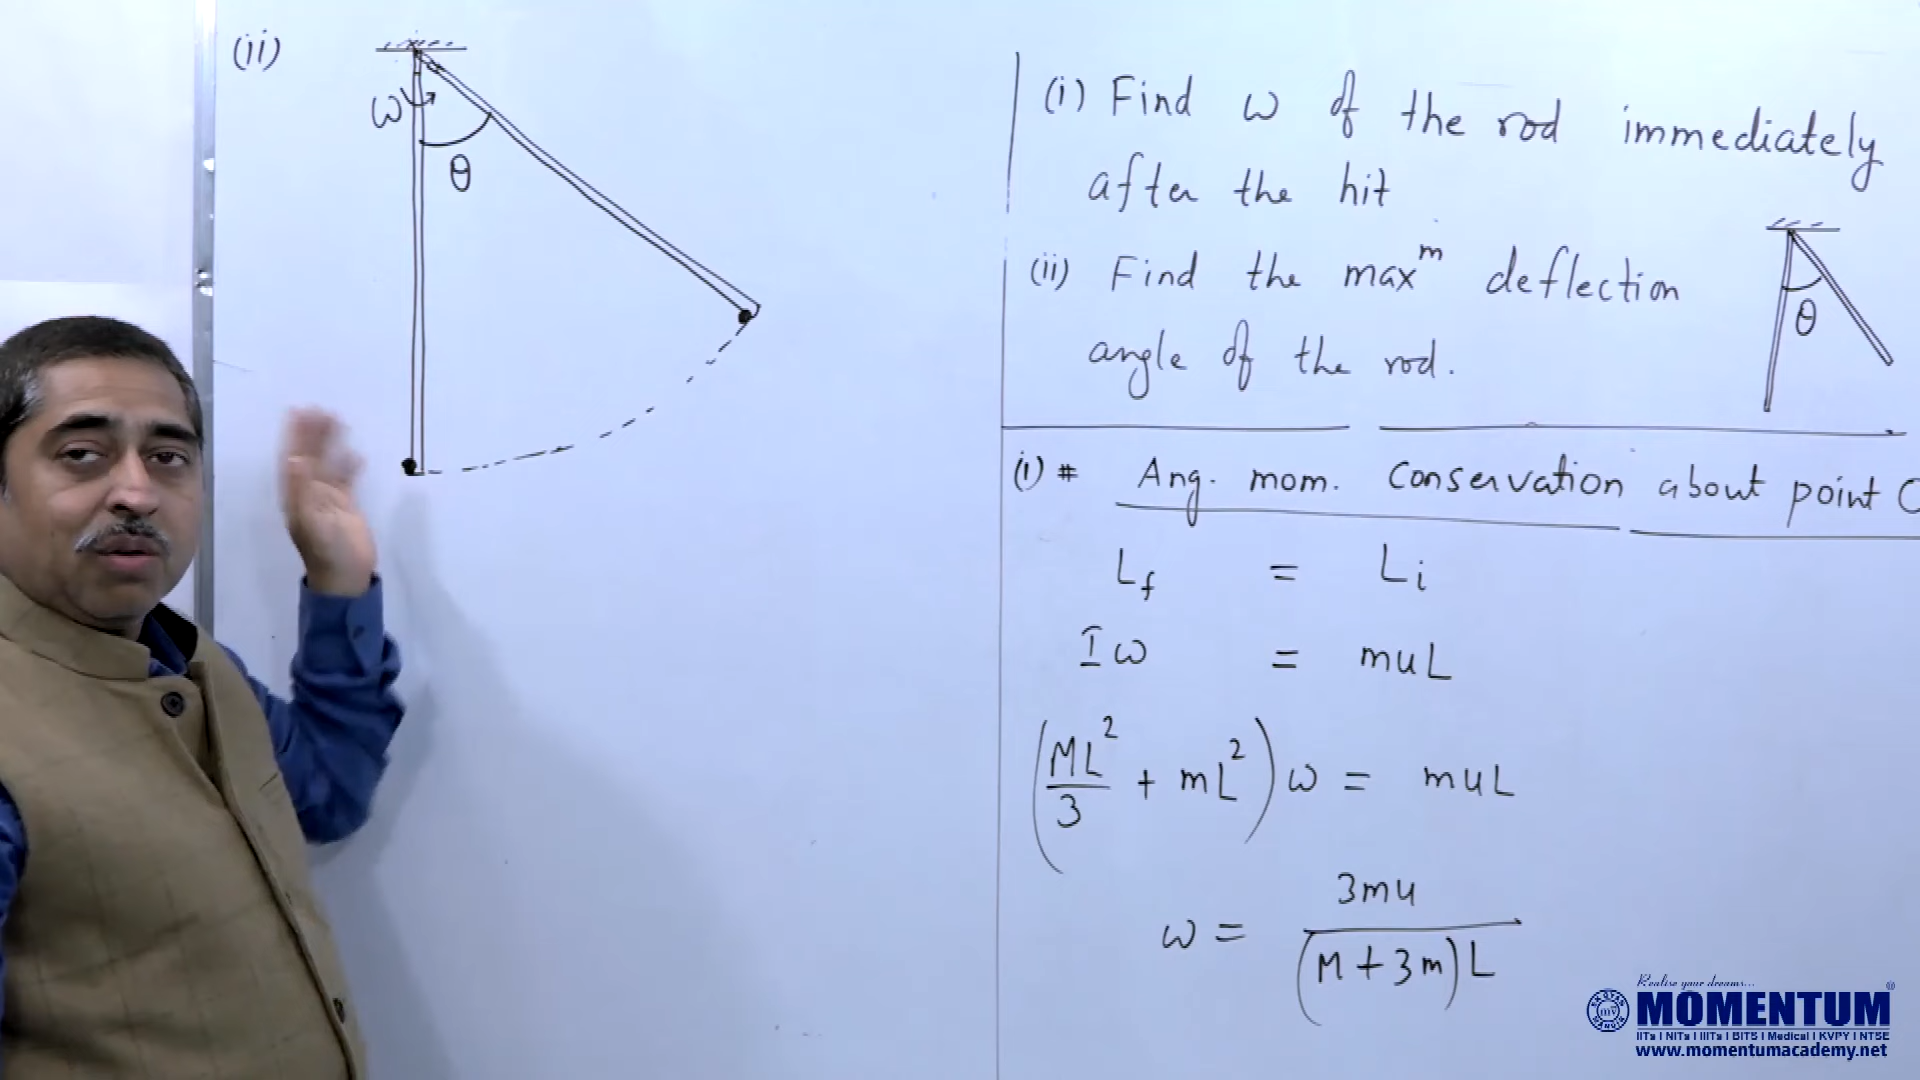 (ii)
ω
θ
(i) Find ω of the rod immediately
after the hit
(ii) Find the maxᵐ deflection
angle of the rod.
θ
(i) # Ang. mom. Conservation about point
L_f = L_i
Iω = muL
(ML²/3 + mL²)ω = muL
ω = 3mu/((M+3m)L)
Realise your dreams...
MOMENTUM®
IITs | NITs | IIITs | BITS | Medical | KVPY | NTSE
www.momentumacademy.net